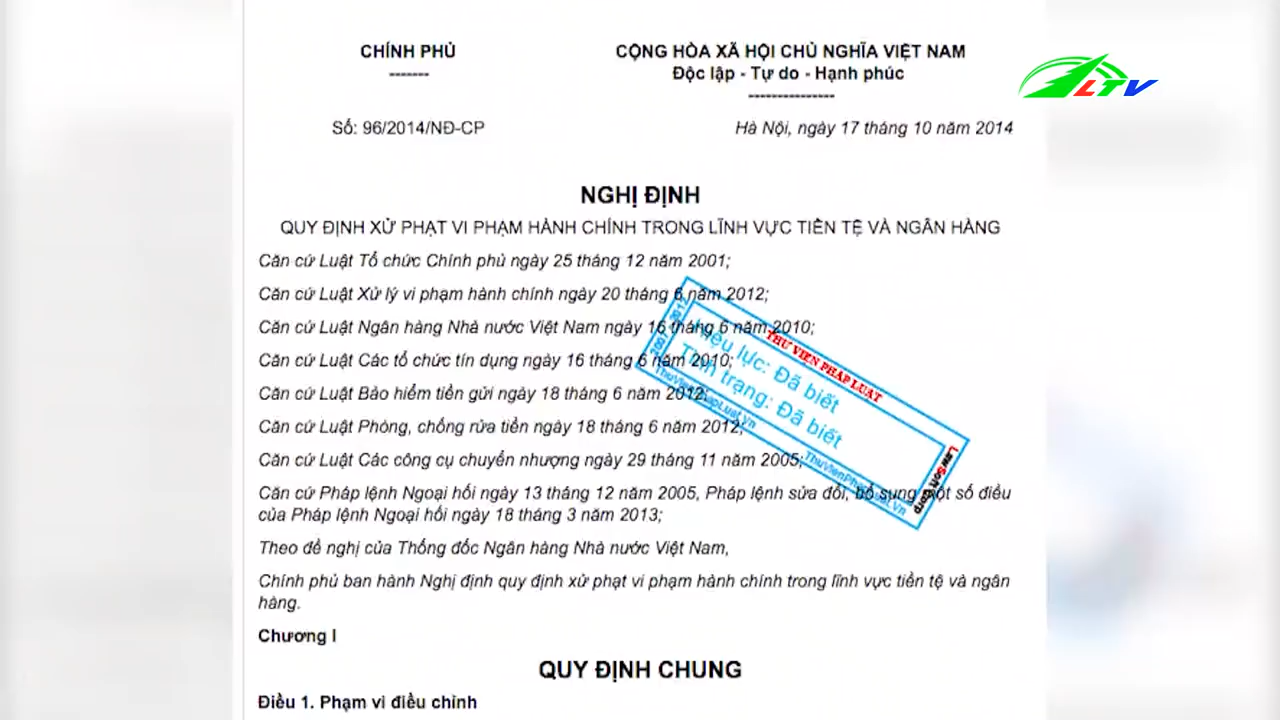 CHÍNH PHỦ
-------
CỘNG HÒA XÃ HỘI CHỦ NGHĨA VIỆT NAM
Độc lập - Tự do - Hạnh phúc
---------------
LTV
Số: 96/2014/NĐ-CP
Hà Nội, ngày 17 tháng 10 năm 2014
NGHỊ ĐỊNH
QUY ĐỊNH XỬ PHẠT VI PHẠM HÀNH CHÍNH TRONG LĨNH VỰC TIỀN TỆ VÀ NGÂN HÀNG
Căn cứ Luật Tổ chức Chính phủ ngày 25 tháng 12 năm 2001;
Căn cứ Luật Xử lý vi phạm hành chính ngày 20 tháng 6 năm 2012;
Căn cứ Luật Ngân hàng Nhà nước Việt Nam ngày 16 tháng 6 năm 2010;
Căn cứ Luật Các tổ chức tín dụng ngày 16 tháng 6 năm 2010;
Căn cứ Luật Bảo hiểm tiền gửi ngày 18 tháng 6 năm 2012;
Căn cứ Luật Phòng, chống rửa tiền ngày 18 tháng 6 năm 2012;
Căn cứ Luật Các công cụ chuyển nhượng ngày 29 tháng 11 năm 2005;
Căn cứ Pháp lệnh Ngoại hối ngày 13 tháng 12 năm 2005, Pháp lệnh sửa đổi, bổ sung một số điều
của Pháp lệnh Ngoại hối ngày 18 tháng 3 năm 2013;
Theo đề nghị của Thống đốc Ngân hàng Nhà nước Việt Nam,
Chính phủ ban hành Nghị định quy định xử phạt vi phạm hành chính trong lĩnh vực tiền tệ và ngân
hàng.
Chương I
QUY ĐỊNH CHUNG
Điều 1. Phạm vi điều chỉnh
THƯ VIỆN PHÁP LUẬT
Hiệu lực: Đã biết
Tình trạng: Đã biết
ThuVienPhapLuat.Vn
ThuVienPhapLuat.Vn
LawSoft Corp